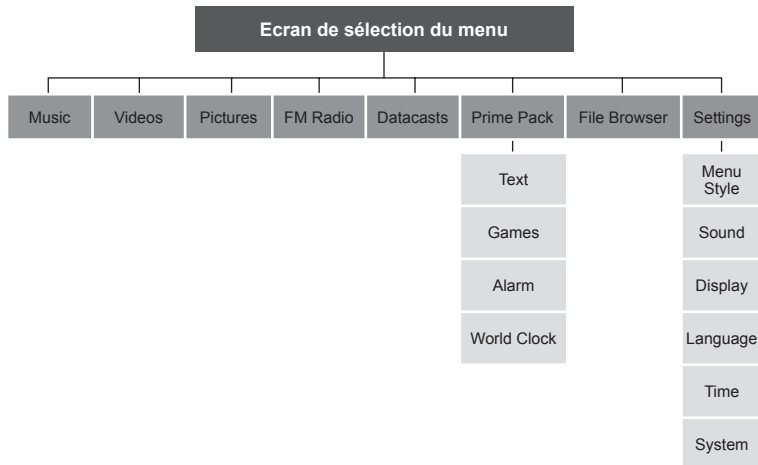 Ecran de sélection du menu
Music
Videos
Pictures
FM Radio
Datacasts
Prime Pack
File Browser
Settings
Text
Games
Alarm
World Clock
Menu
Style
Sound
Display
Language
Time
System